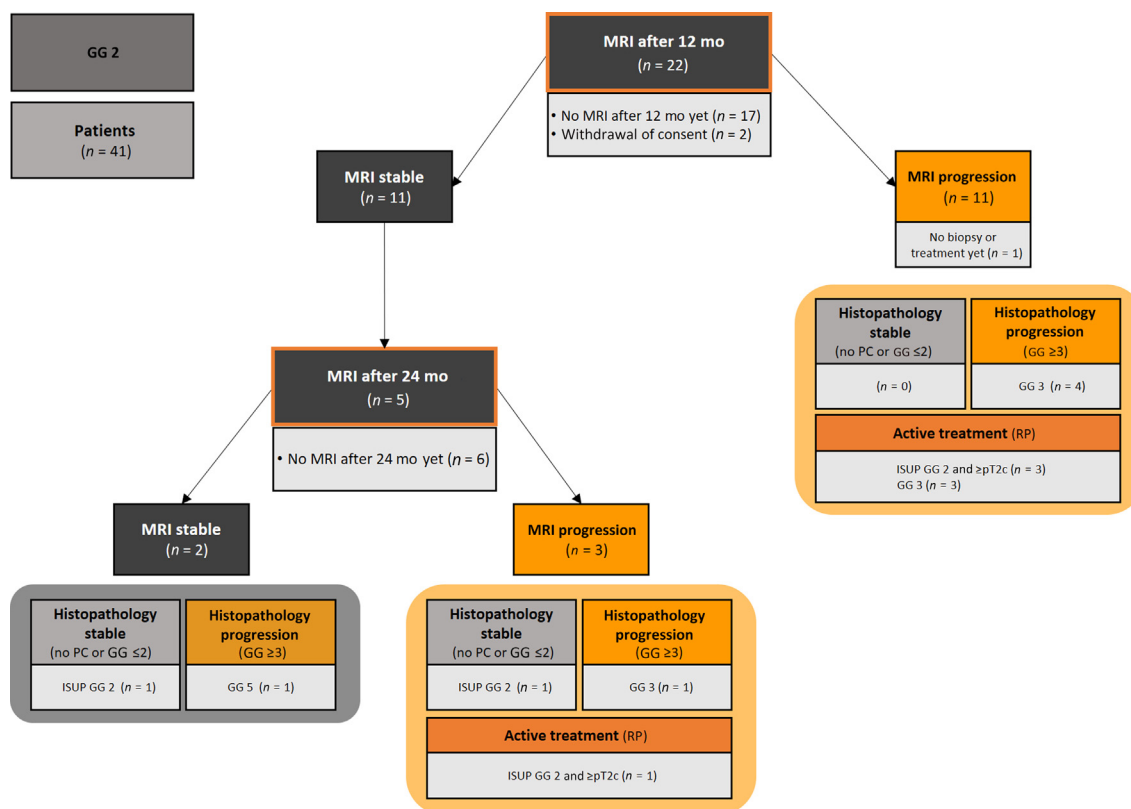 GG 2
Patients
(n = 41)
MRI after 12 mo
(n = 22)
• No MRI after 12 mo yet (n = 17)
• Withdrawal of consent (n = 2)
MRI stable
(n = 11)
MRI progression
(n = 11)
No biopsy or
treatment yet (n = 1)
Histopathology
stable
(no PC or GG ≤2)
Histopathology
progression
(GG ≥3)
(n = 0)
GG 3 (n = 4)
Active treatment (RP)
ISUP GG 2 and ≥pT2c (n = 3)
GG 3 (n = 3)
MRI after 24 mo
(n = 5)
• No MRI after 24 mo yet (n = 6)
MRI stable
(n = 2)
MRI progression
(n = 3)
Histopathology
stable
(no PC or GG ≤2)
Histopathology
progression
(GG ≥3)
ISUP GG 2 (n = 1)
GG 5 (n = 1)
Histopathology
stable
(no PC or GG ≤2)
Histopathology
progression
(GG ≥3)
ISUP GG 2 (n = 1)
GG 3 (n = 1)
Active treatment (RP)
ISUP GG 2 and ≥pT2c (n = 1)